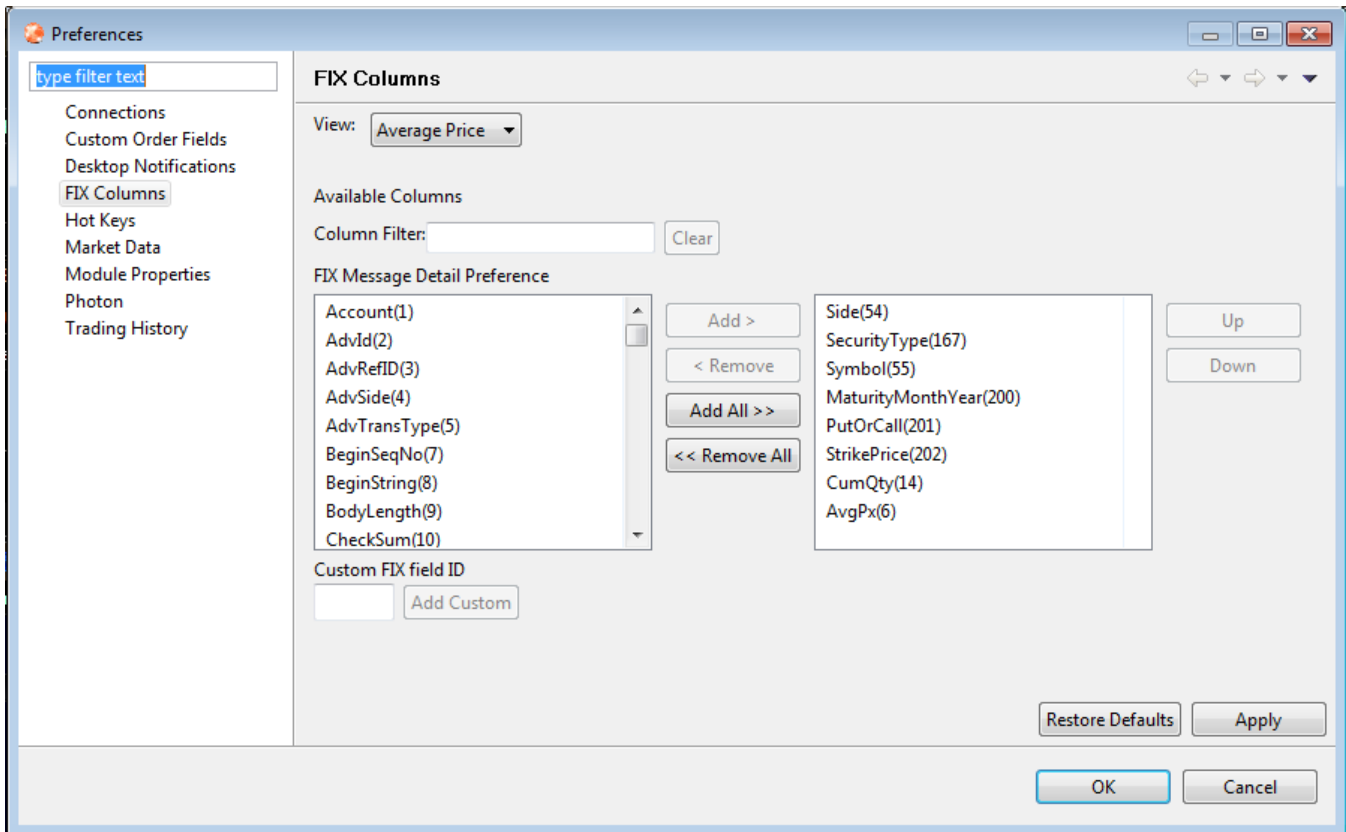 Preferences
type filter text
Connections
Custom Order Fields
Desktop Notifications
FIX Columns
Hot Keys
Market Data
Module Properties
Photon
Trading History
FIX Columns
View: Average Price
Available Columns
Column Filter: Clear
FIX Message Detail Preference
Account(1)
AdvId(2)
AdvRefID(3)
AdvSide(4)
AdvTransType(5)
BeginSeqNo(7)
BeginString(8)
BodyLength(9)
CheckSum(10)
Add >
< Remove
Add All >>
<< Remove All
Side(54)
SecurityType(167)
Symbol(55)
MaturityMonthYear(200)
PutOrCall(201)
StrikePrice(202)
CumQty(14)
AvgPx(6)
Up
Down
Custom FIX field ID
Add Custom
Restore Defaults Apply
OK Cancel